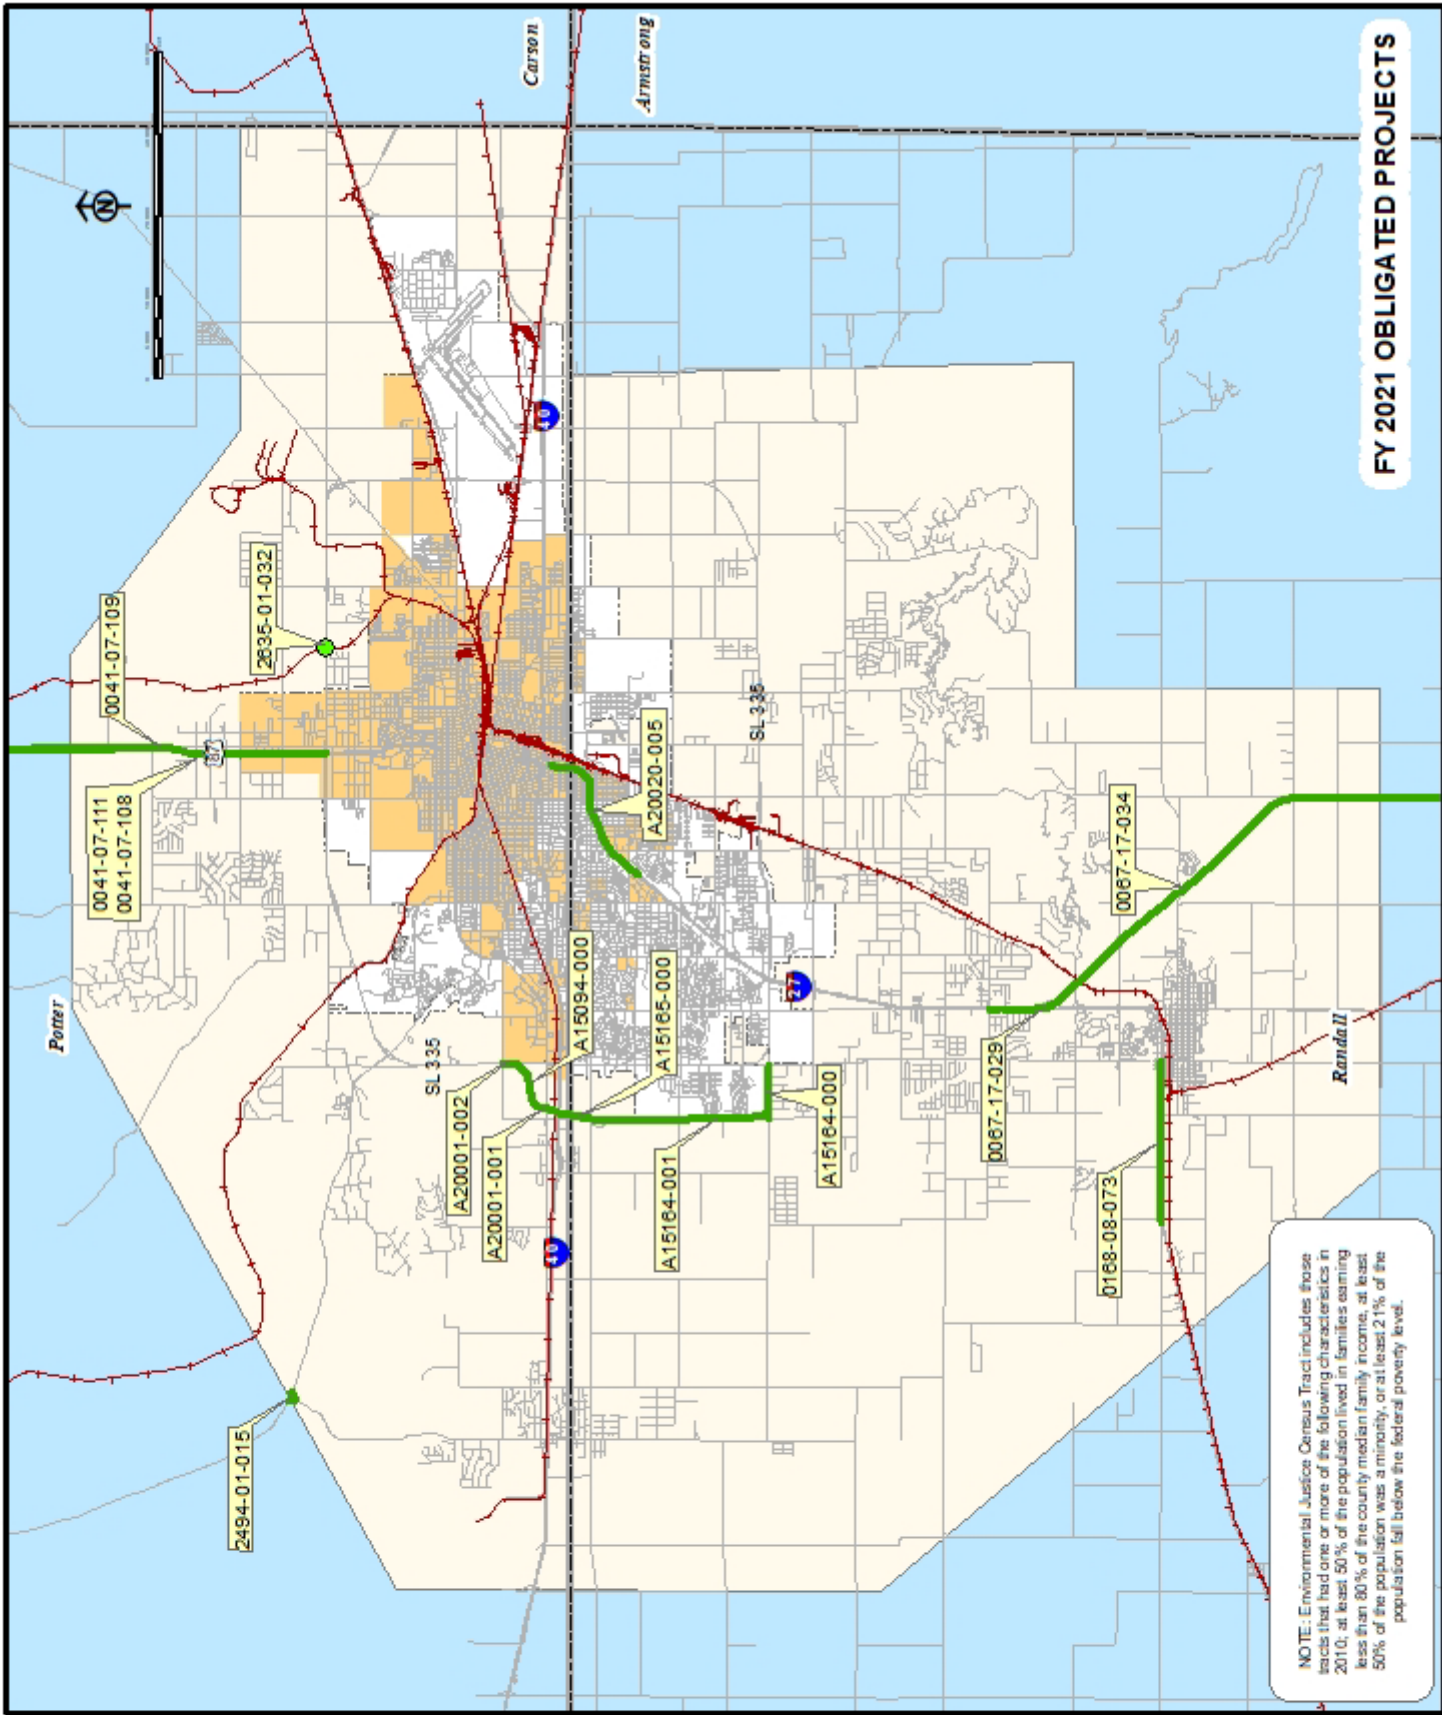 Potter
Carson
Armstrong
Randall
N
2494-01-015
0041-07-111
0041-07-108
0041-07-109
2635-01-032
87
SL 335
A20001-002
A20001-001
A15094-000
A15165-000
A15164-001
A15164-000
A20020-005
SL 335
40
40
27
0067-17-029
0067-17-034
0168-08-073
NOTE: Environmental Justice Census Tract includes those
tracts that had one or more of the following characteristics in
2010; at least 50% of the population lived in families earning
less than 80% of the county median family income, at least
50% of the population was a minority, or at least 21% of the
population fall below the federal poverty level.
FY 2021 OBLIGATED PROJECTS